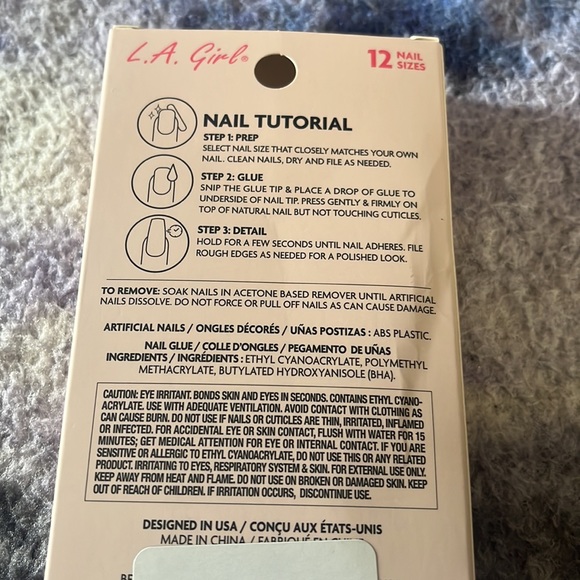 L.A. Girl®
12 NAIL SIZES
NAIL TUTORIAL
STEP 1: PREP
SELECT NAIL SIZE THAT CLOSELY MATCHES YOUR OWN
NAIL. CLEAN NAILS, DRY AND FILE AS NEEDED.
STEP 2: GLUE
SNIP THE GLUE TIP & PLACE A DROP OF GLUE TO
UNDERSIDE OF NAIL TIP. PRESS GENTLY & FIRMLY ON
TOP OF NATURAL NAIL BUT NOT TOUCHING CUTICLES.
STEP 3: DETAIL
HOLD FOR A FEW SECONDS UNTIL NAIL ADHERES. FILE
ROUGH EDGES AS NEEDED FOR A POLISHED LOOK.
TO REMOVE: SOAK NAILS IN ACETONE BASED REMOVER UNTIL ARTIFICIAL
NAILS DISSOLVE. DO NOT FORCE OR PULL OFF NAILS AS CAN CAUSE DAMAGE.
ARTIFICIAL NAILS / ONGLES DÉCORÉS / UÑAS POSTIZAS : ABS PLASTIC.
NAIL GLUE / COLLE D'ONGLES / PEGAMENTO DE UÑAS
INGREDIENTS / INGRÉDIENTS : ETHYL CYANOACRYLATE, POLYMETHYL
METHACRYLATE, BUTYLATED HYDROXYANISOLE (BHA).
CAUTION: EYE IRRITANT. BONDS SKIN AND EYES IN SECONDS. CONTAINS ETHYL CYANO-
ACRYLATE. USE WITH ADEQUATE VENTILATION. AVOID CONTACT WITH CLOTHING AS
CAN CAUSE BURN. DO NOT USE IF NAILS OR CUTICLES ARE THIN, IRRITATED, INFLAMED
OR INFECTED. FOR ACCIDENTAL EYE OR SKIN CONTACT, FLUSH WITH WATER FOR 15
MINUTES; GET MEDICAL ATTENTION FOR EYE OR INTERNAL CONTACT. IF YOU ARE
SENSITIVE OR ALLERGIC TO ETHYL CYANOACRYLATE, DO NOT USE THIS OR ANY RELATED
PRODUCT. IRRITATING TO EYES, RESPIRATORY SYSTEM & SKIN. FOR EXTERNAL USE ONLY.
KEEP AWAY FROM HEAT AND FLAME. DO NOT USE ON BROKEN OR DAMAGED SKIN. KEEP
OUT OF REACH OF CHILDREN. IF IRRITATION OCCURS, DISCONTINUE USE.
DESIGNED IN USA / CONÇU AUX ÉTATS-UNIS
MADE IN CHINA / FABRIQUÉ EN